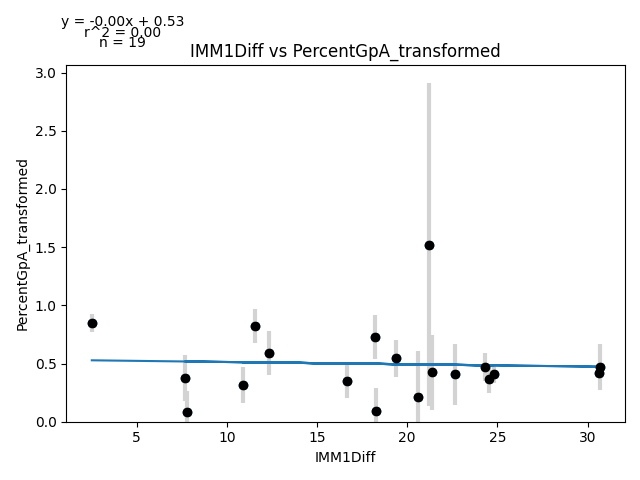 y = -0.00x + 0.53
r^2 = 0.00
n = 19
IMM1Diff vs PercentGpA_transformed
3.0
2.5
2.0
1.5
1.0
0.5
0.0
PercentGpA_transformed
5 10 15 20 25 30
IMM1Diff